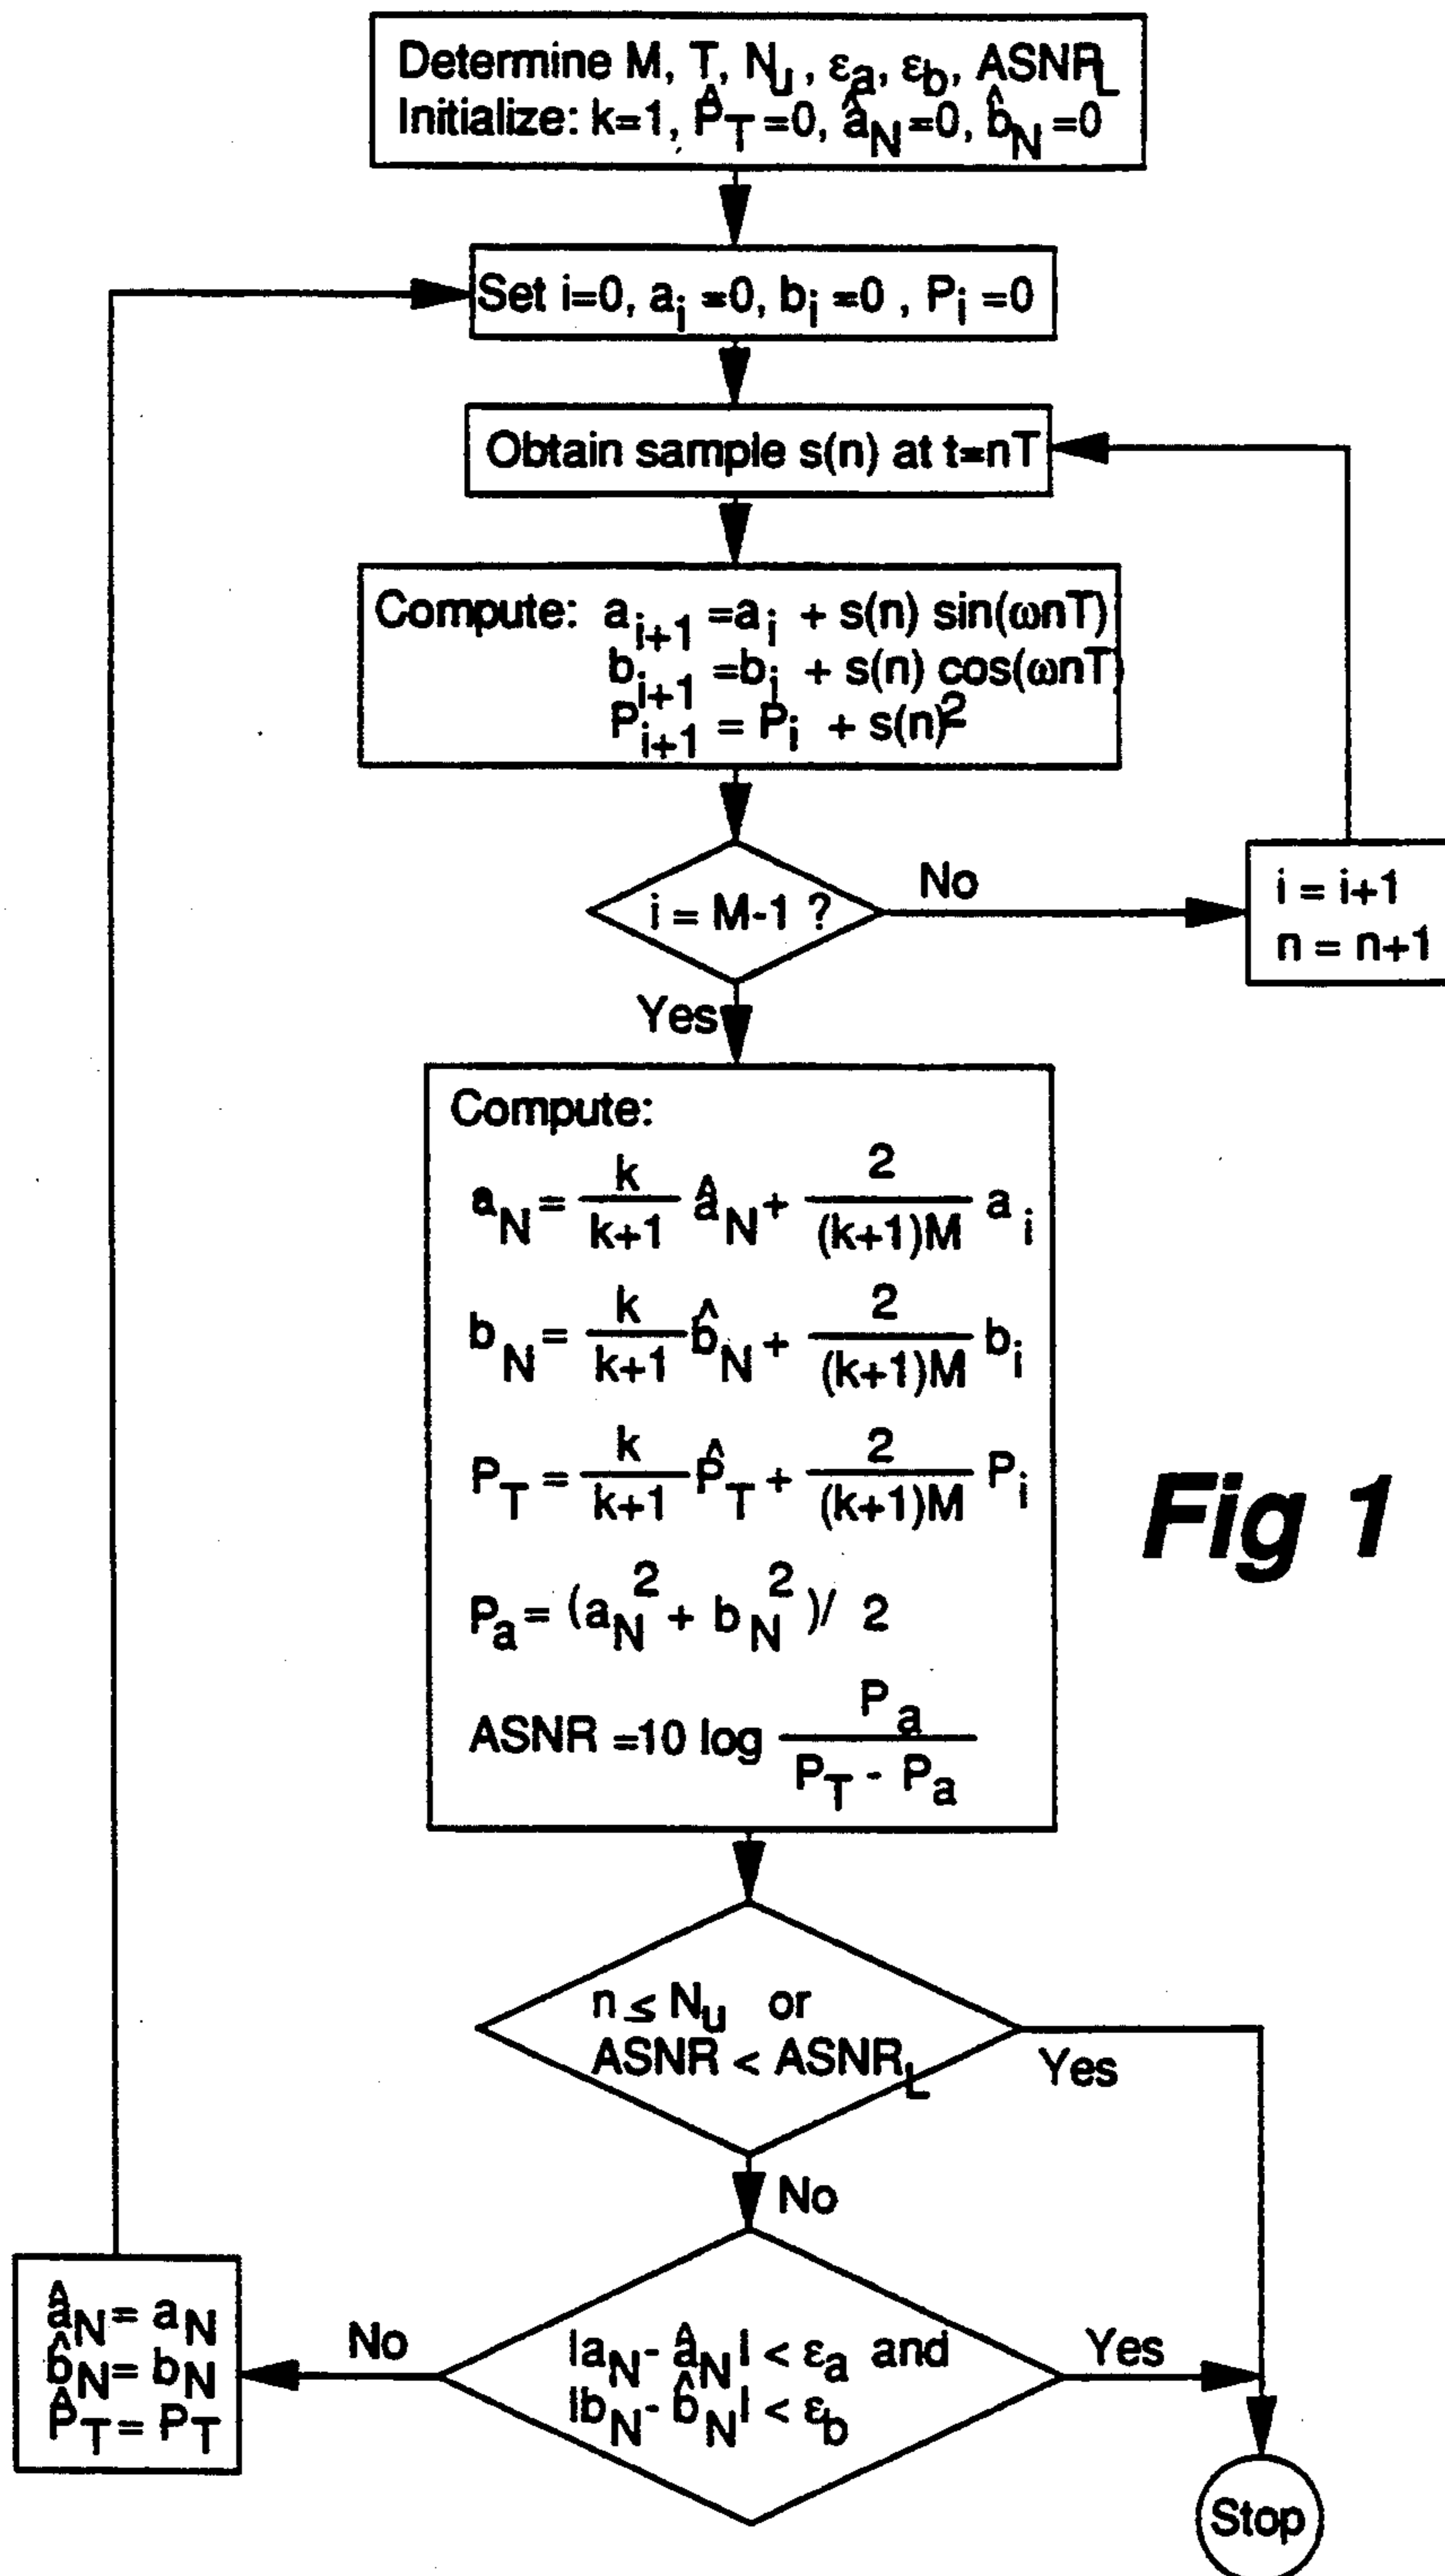 Determine M, T, N_u, ε_a, ε_b, ASNR_L
Initialize: k=1, P̂_T=0, â_N=0, b̂_N=0
Set i=0, a_i=0, b_i=0, P_i=0
Obtain sample s(n) at t=nT
Compute: a_{i+1} = a_i + s(n) sin(ωnT)
b_{i+1} = b_i + s(n) cos(ωnT)
P_{i+1} = P_i + s(n)²
i = M-1 ?
No
i = i+1
n = n+1
Yes
Compute:
a_N = k/(k+1) â_N + 2/((k+1)M) a_i
b_N = k/(k+1) b̂_N + 2/((k+1)M) b_i
P_T = k/(k+1) P̂_T + 2/((k+1)M) P_i
P_a = (a_N² + b_N²)/ 2
ASNR = 10 log P_a/(P_T - P_a)
Fig 1
n ≤ N_u or
ASNR < ASNR_L
Yes
No
|a_N - â_N| < ε_a and
|b_N - b̂_N| < ε_b
No
Yes
â_N = a_N
b̂_N = b_N
P̂_T = P_T
Stop